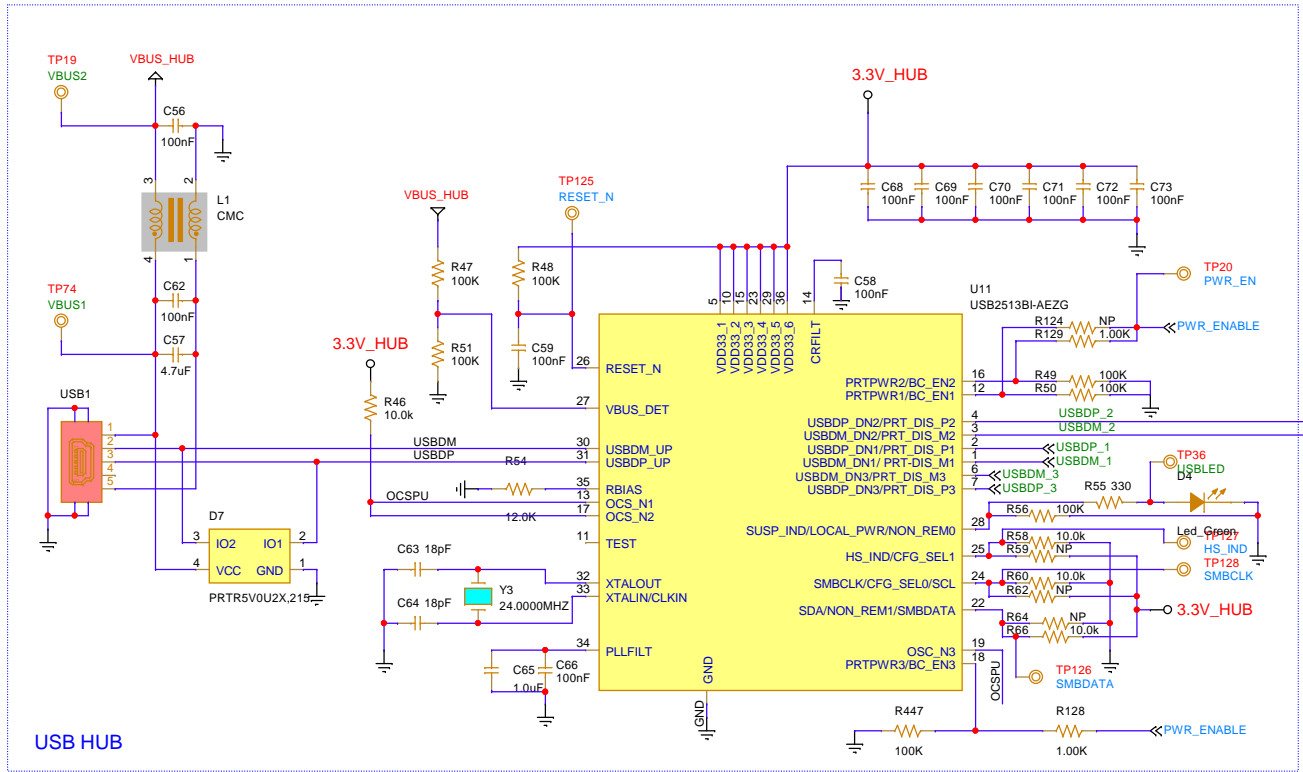 TP19
VBUS2
VBUS_HUB
C56
100nF
3
2
L1
CMC
4
1
C62
100nF
TP74
VBUS1
C57
4.7uF
USB1
1
2
3
4
5
USBDM
USBDP
D7
3
IO2
IO1
2
4
VCC
GND
1
PRTR5V0U2X,215
VBUS_HUB
R47
100K
R51
100K
3.3V_HUB
R46
10.0k
TP125
RESET_N
R48
100K
C59
100nF
R54
12.0K
OCSPU
C63 18pF
C64 18pF
Y3
24.0000MHZ
C65
1.0uF
C66
100nF
3.3V_HUB
C68
100nF
C69
100nF
C70
100nF
C71
100nF
C72
100nF
C73
100nF
C58
100nF
U11
USB2513BI-AEZG
5
10
15
23
29
36
14
VDD33_1
VDD33_2
VDD33_3
VDD33_4
VDD33_5
VDD33_6
CRFILT
26
RESET_N
27
VBUS_DET
30
USBDM_UP
31
USBDP_UP
35
RBIAS
13
OCS_N1
17
OCS_N2
11
TEST
32
XTALOUT
33
XTALIN/CLKIN
34
PLLFILT
GND
GND
PRTPWR2/BC_EN2
16
PRTPWR1/BC_EN1
12
USBDP_DN2/PRT_DIS_P2
4
USBDM_DN2/PRT_DIS_M2
3
USBDP_DN1/PRT_DIS_P1
2
USBDM_DN1/ PRT-DIS_M1
1
USBDM_DN3/PRT_DIS_M3
6
USBDP_DN3/PRT_DIS_P3
7
SUSP_IND/LOCAL_PWR/NON_REM0
28
HS_IND/CFG_SEL1
25
SMBCLK/CFG_SEL0/SCL
24
SDA/NON_REM1/SMBDATA
22
OSC_N3
19
PRTPWR3/BC_EN3
18
TP20
PWR_EN
R124
NP
R129
1.00K
PWR_ENABLE
R49
100K
R50
100K
USBDP_2
USBDM_2
USBDP_1
USBDM_1
USBDM_3
USBDP_3
TP36
USBLED
D4
R55 330
R56
100K
Led_Green
R58
10.0k
TP127
HS_IND
R59
NP
TP128
SMBCLK
R60
10.0k
R62
NP
3.3V_HUB
R64
NP
R66
10.0k
TP126
SMBDATA
OCSPU
R447
100K
R128
1.00K
PWR_ENABLE
USB HUB